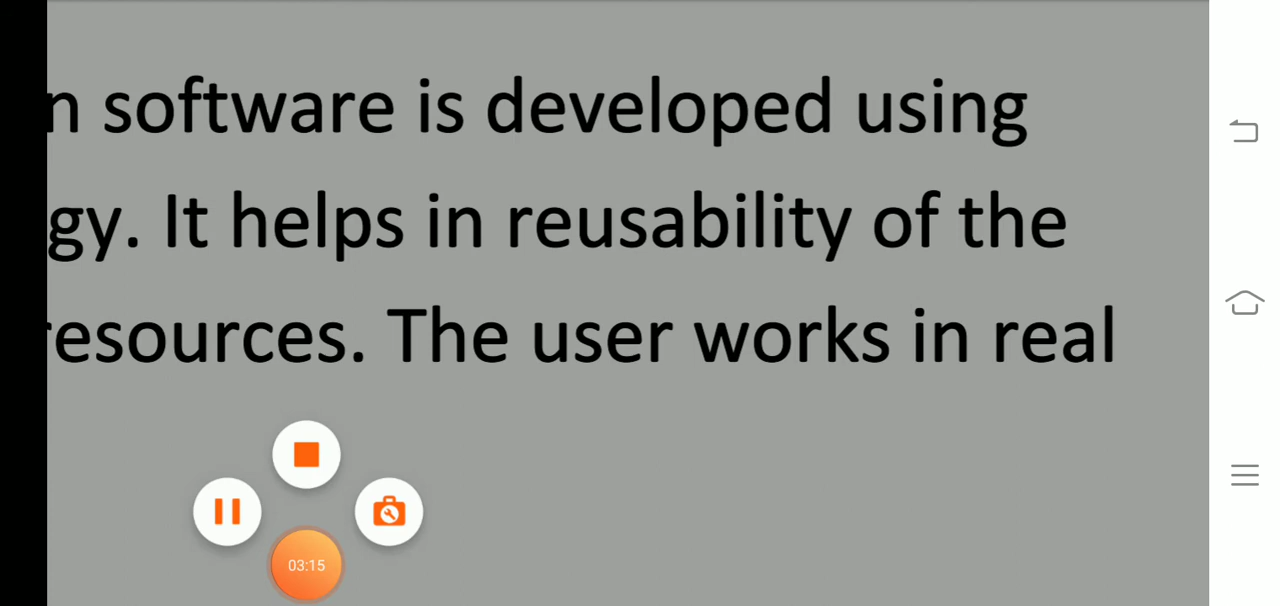 n software is developed using
gy. It helps in reusability of the
resources. The user works in real
03:15